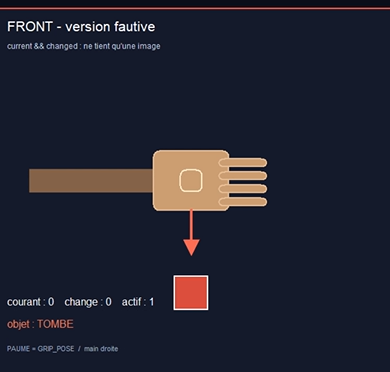 FRONT - version fautive
current && changed : ne tient qu'une image
courant : 0 change : 0 actif : 1
objet : TOMBE
PAUME = GRIP_POSE / main droite